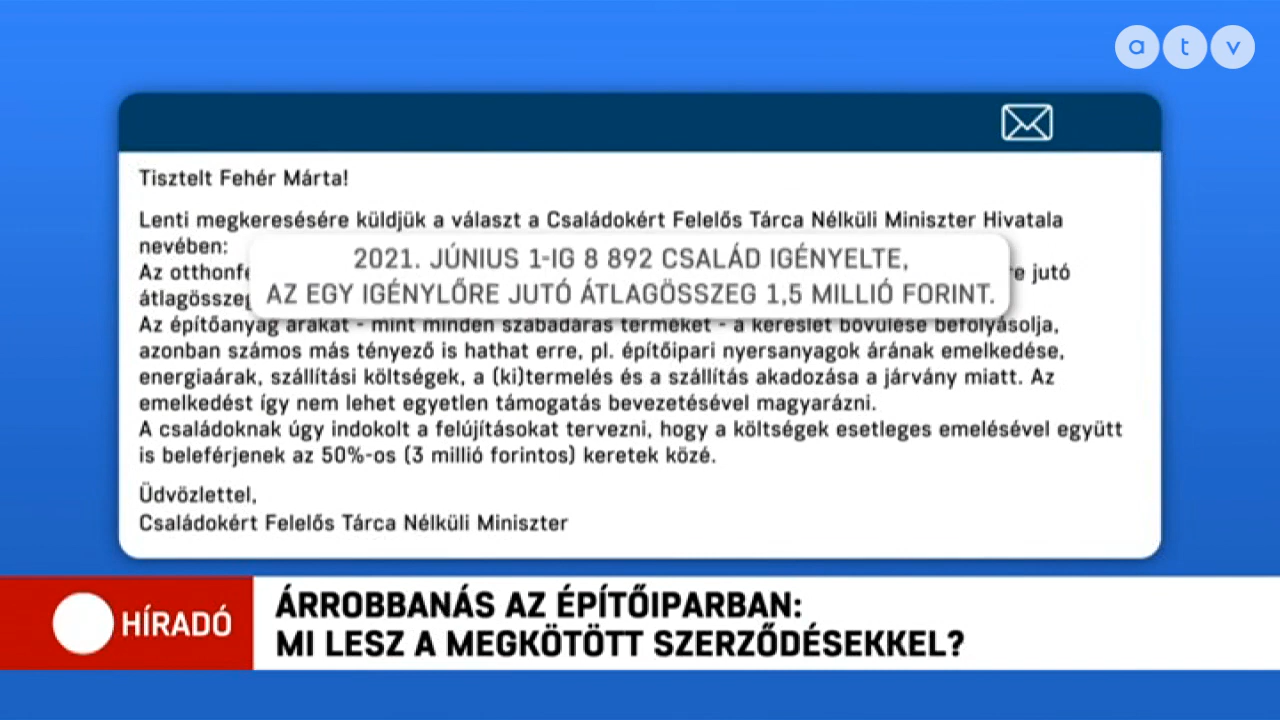 atv
Tisztelt Fehér Márta!
Lenti megkeresésére küldjük a választ a Családokért Felelős Tárca Nélküli Miniszter Hivatala
nevében:
2021. JÚNIUS 1-IG 8 892 CSALÁD IGÉNYELTE,
AZ EGY IGÉNYLŐRE JUTÓ ÁTLAGÖSSZEG 1,5 MILLIÓ FORINT.
Az jutó
Az építőanyag árakat - mint minden szabadáras terméket - a kereslet bővülése befolyásolja,
azonban számos más tényező is hathat erre, pl. építőipari nyersanyagok árának emelkedése,
energiaárak, szállítási költségek, a (ki)termelés és a szállítás akadozása a járvány miatt. Az
emelkedést így nem lehet egyetlen támogatás bevezetésével magyarázni.
A családoknak úgy indokolt a felújításokat tervezni, hogy a költségek esetleges emelésével együtt
is beleférjenek az 50%-os (3 millió forintos) keretek közé.
Üdvözlettel,
Családokért Felelős Tárca Nélküli Miniszter
HÍRADÓ
ÁRROBBANÁS AZ ÉPÍTŐIPARBAN:
MI LESZ A MEGKÖTÖTT SZERZŐDÉSEKKEL?